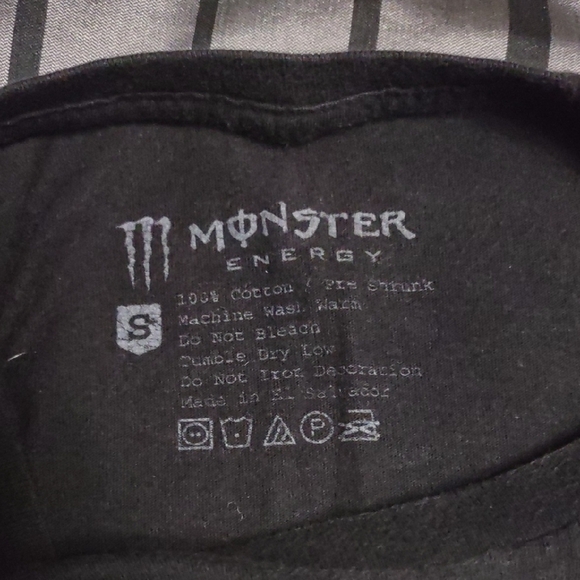 MONSTER
ENERGY
S
100% Cotton / Pre Shrunk
Machine Wash Warm
Do Not Bleach
Tumble Dry Low
Do Not Iron Decoration
Made in El Salvador
P